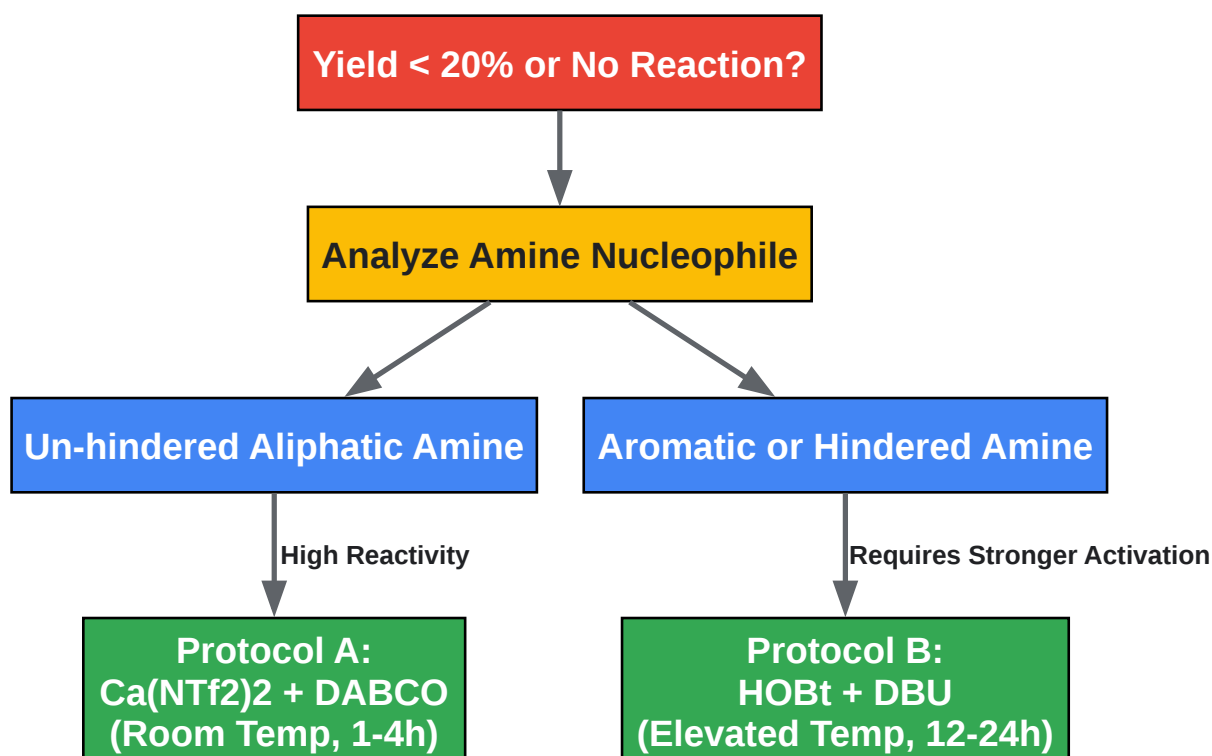 Yield < 20% or No Reaction?
Analyze Amine Nucleophile
Un-hindered Aliphatic Amine
Aromatic or Hindered Amine
High Reactivity
Requires Stronger Activation
Protocol A:
Ca(NTf2)2 + DABCO
(Room Temp, 1-4h)
Protocol B:
HOBt + DBU
(Elevated Temp, 12-24h)